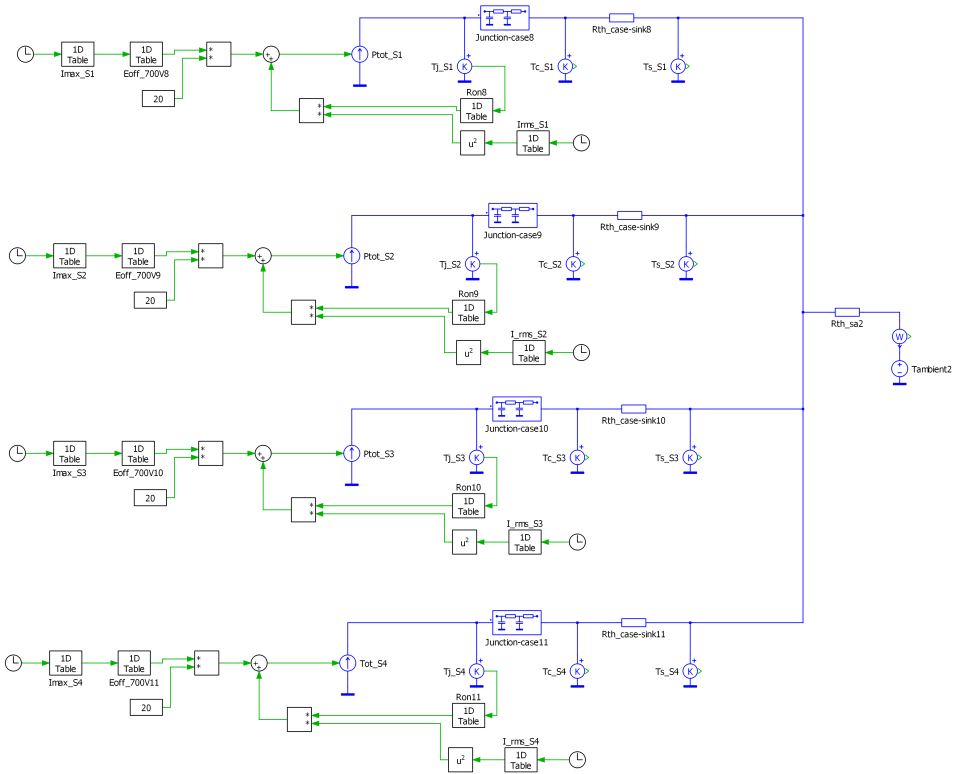 Junction-case8
Rth_case-sink8
1D
Table
Imax_S1
1D
Table
Eoff_700V8
*
*
20
+
+
Ptot_S1
Tj_S1
K
+
Tc_S1
K
+
Ts_S1
K
+
Ron8
1D
Table
*
*
Irms_S1
1D
Table
u²
Junction-case9
Rth_case-sink9
1D
Table
Imax_S2
1D
Table
Eoff_700V9
*
*
20
+
+
Ptot_S2
Tj_S2
K
+
Tc_S2
K
+
Ts_S2
K
+
Ron9
1D
Table
*
*
I_rms_S2
1D
Table
u²
Rth_sa2
W
+
−
Tambient2
Junction-case10
Rth_case-sink10
1D
Table
Imax_S3
1D
Table
Eoff_700V10
*
*
20
+
+
Ptot_S3
Tj_S3
K
+
Tc_S3
K
+
Ts_S3
K
+
Ron10
1D
Table
*
*
I_rms_S3
1D
Table
u²
Junction-case11
Rth_case-sink11
1D
Table
Imax_S4
1D
Table
Eoff_700V11
*
*
20
+
+
Tot_S4
Tj_S4
K
+
Tc_S4
K
+
Ts_S4
K
+
Ron11
1D
Table
*
*
I_rms_S4
1D
Table
u²